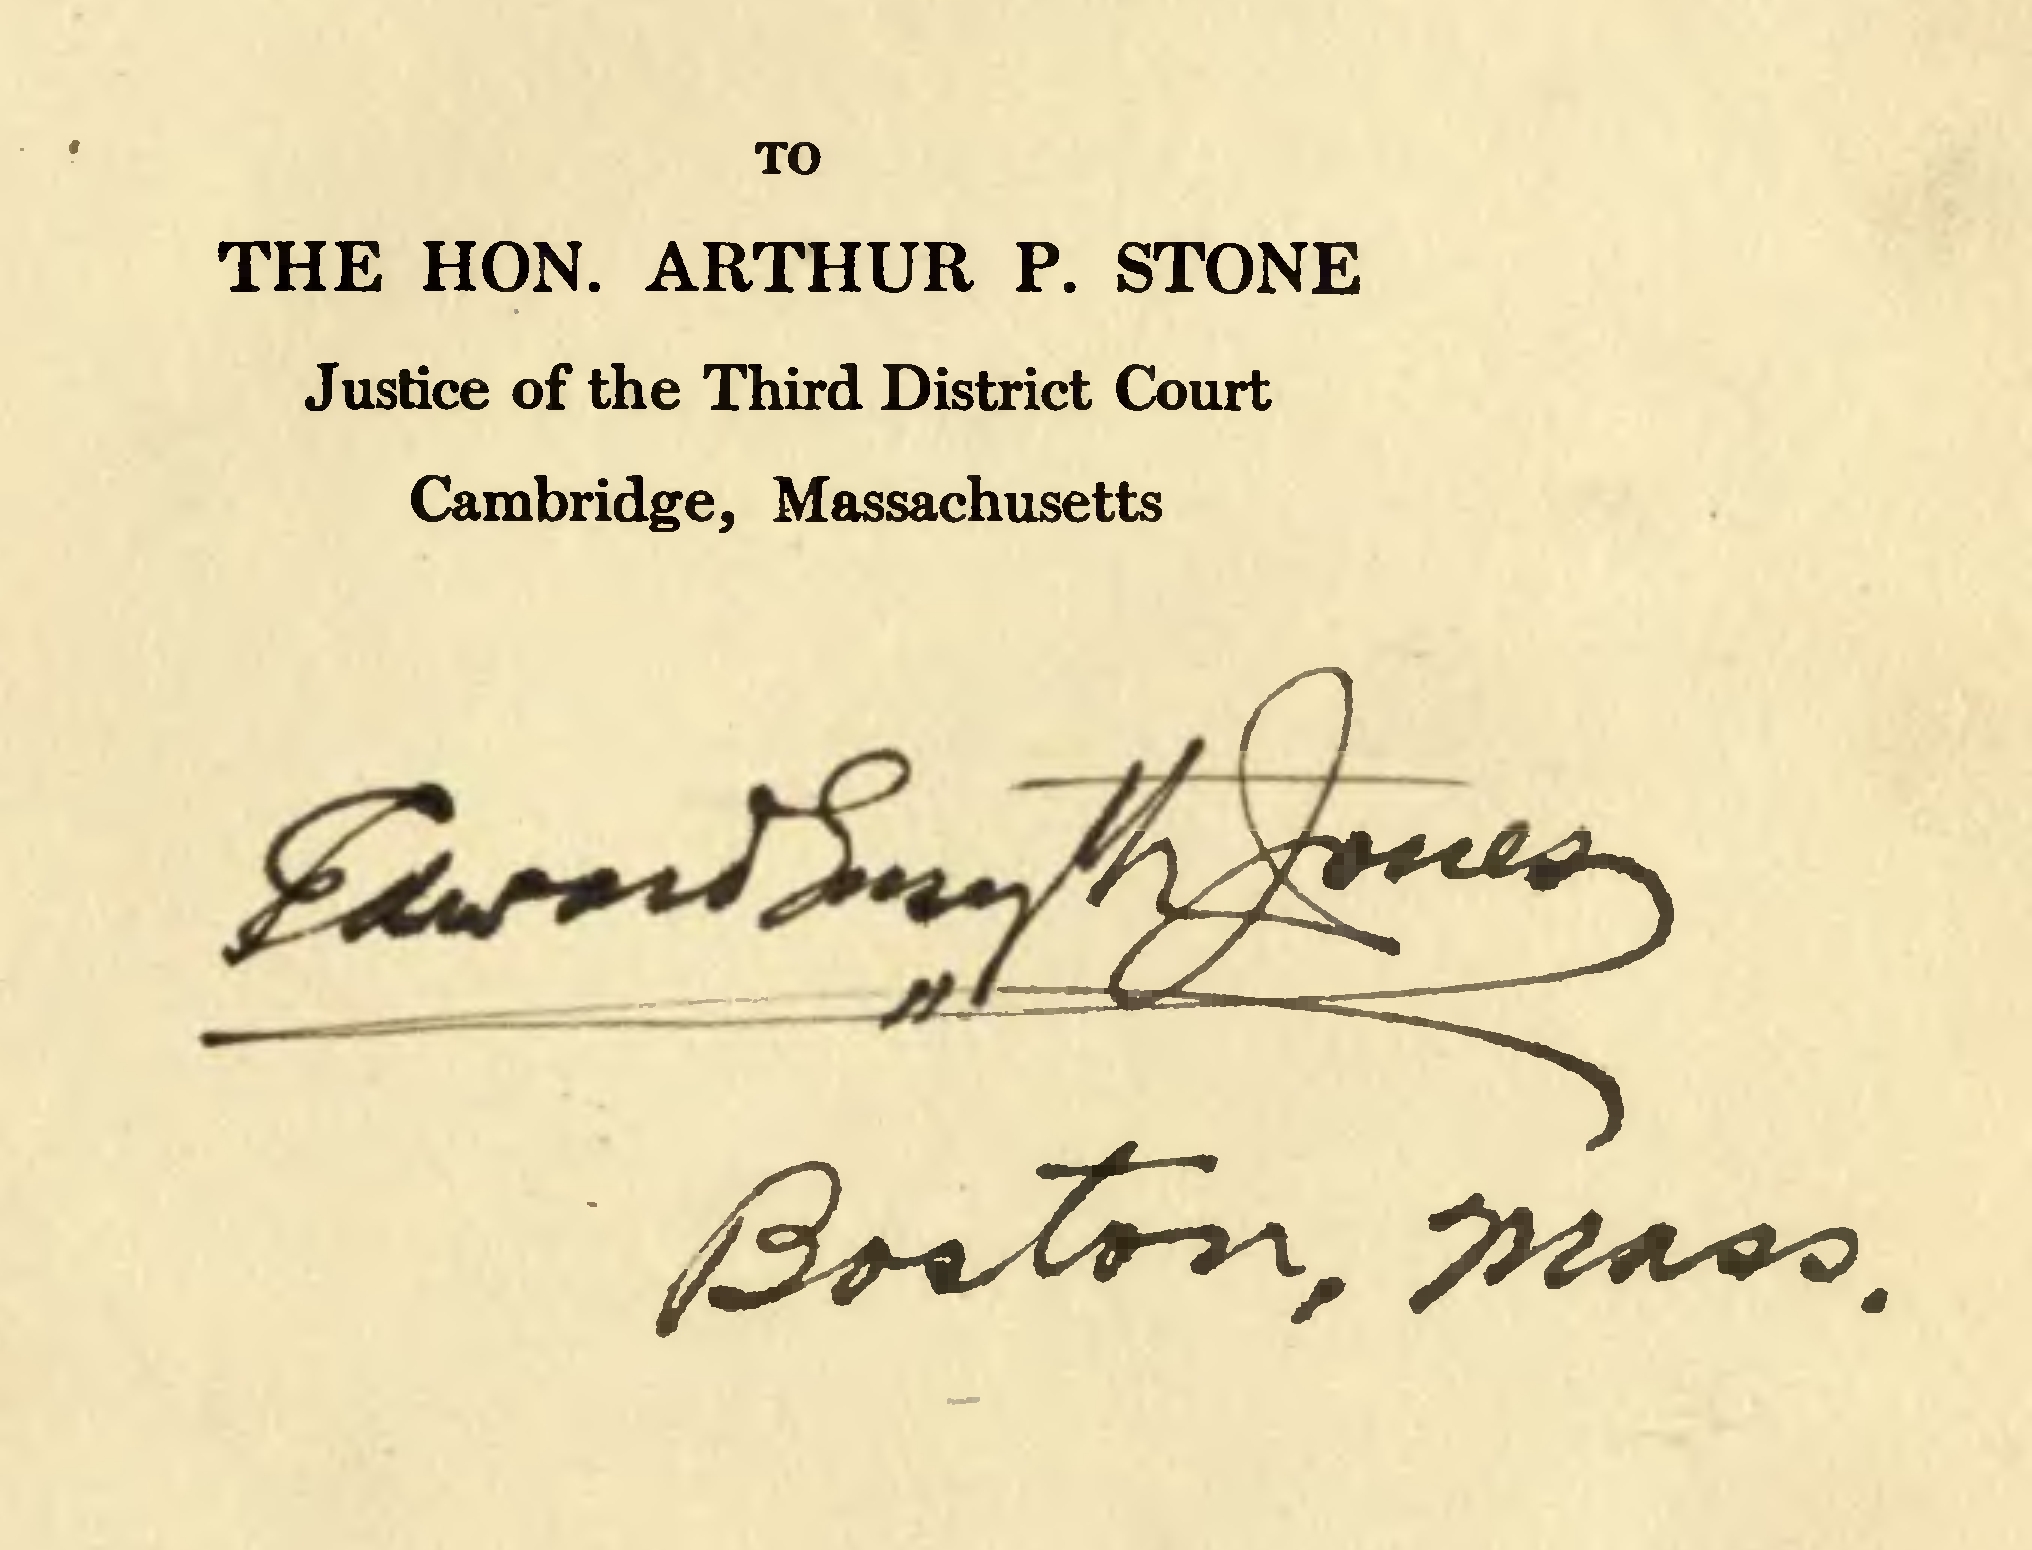 TO
THE HON. ARTHUR P. STONE
Justice of the Third District Court
Cambridge, Massachusetts
Edward Smyth Jones
Boston, Mass.